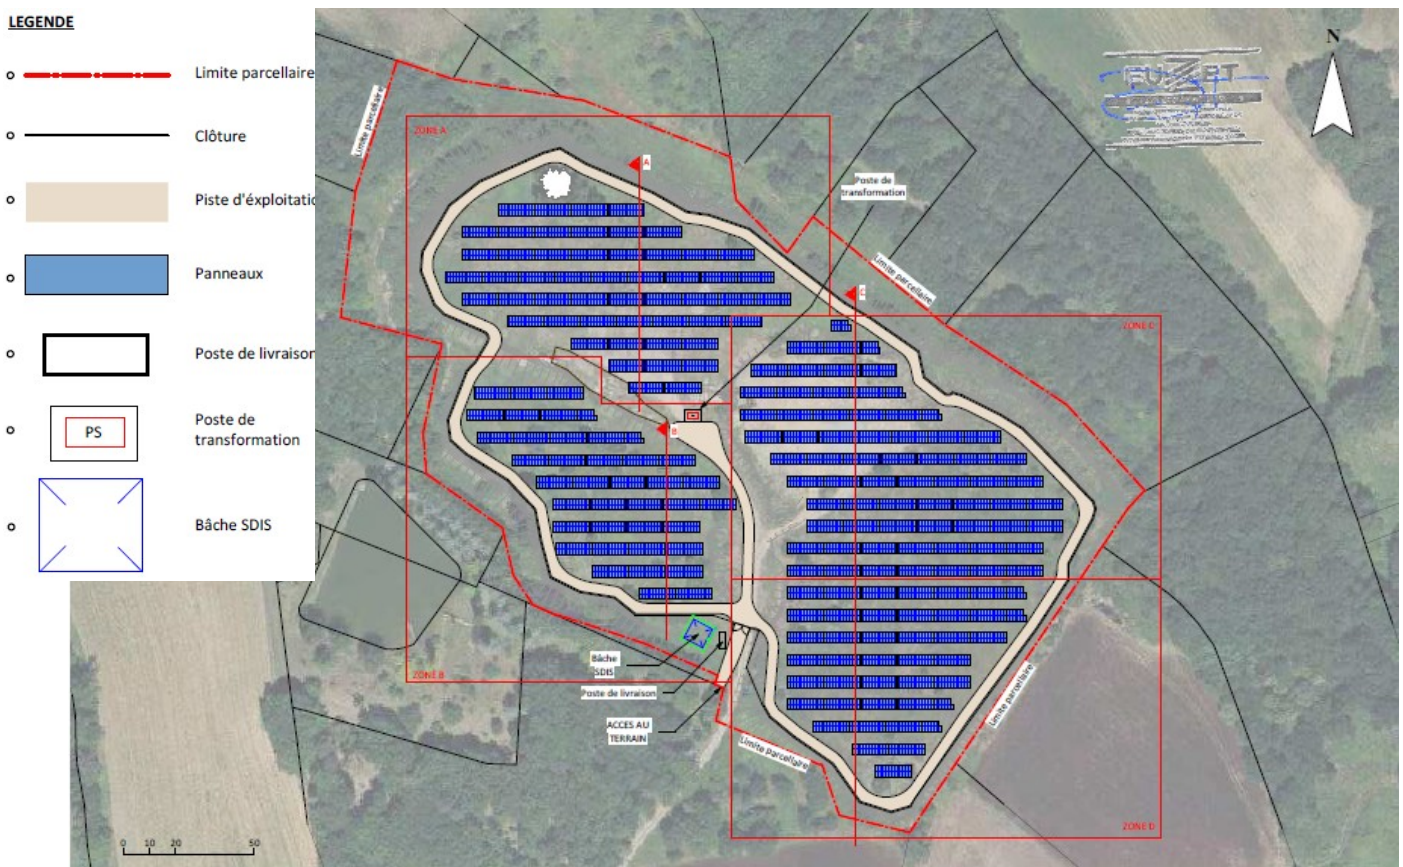 LEGENDE
Limite parcellaire
Clôture
Piste d'éxploitatio
Panneaux
Poste de livraison
PS
Poste de
transformation
Bâche SDIS
N
Limite parcellaire
ZONE A
A
Poste de
transformation
Limite parcellaire
C
ZONE C
B
Bâche
SDIS
Poste de livraison
ZONE B
ACCES AU
TERRAIN
Limite Parcellaire
Limite parcellaire
ZONE D
0 10 20 50